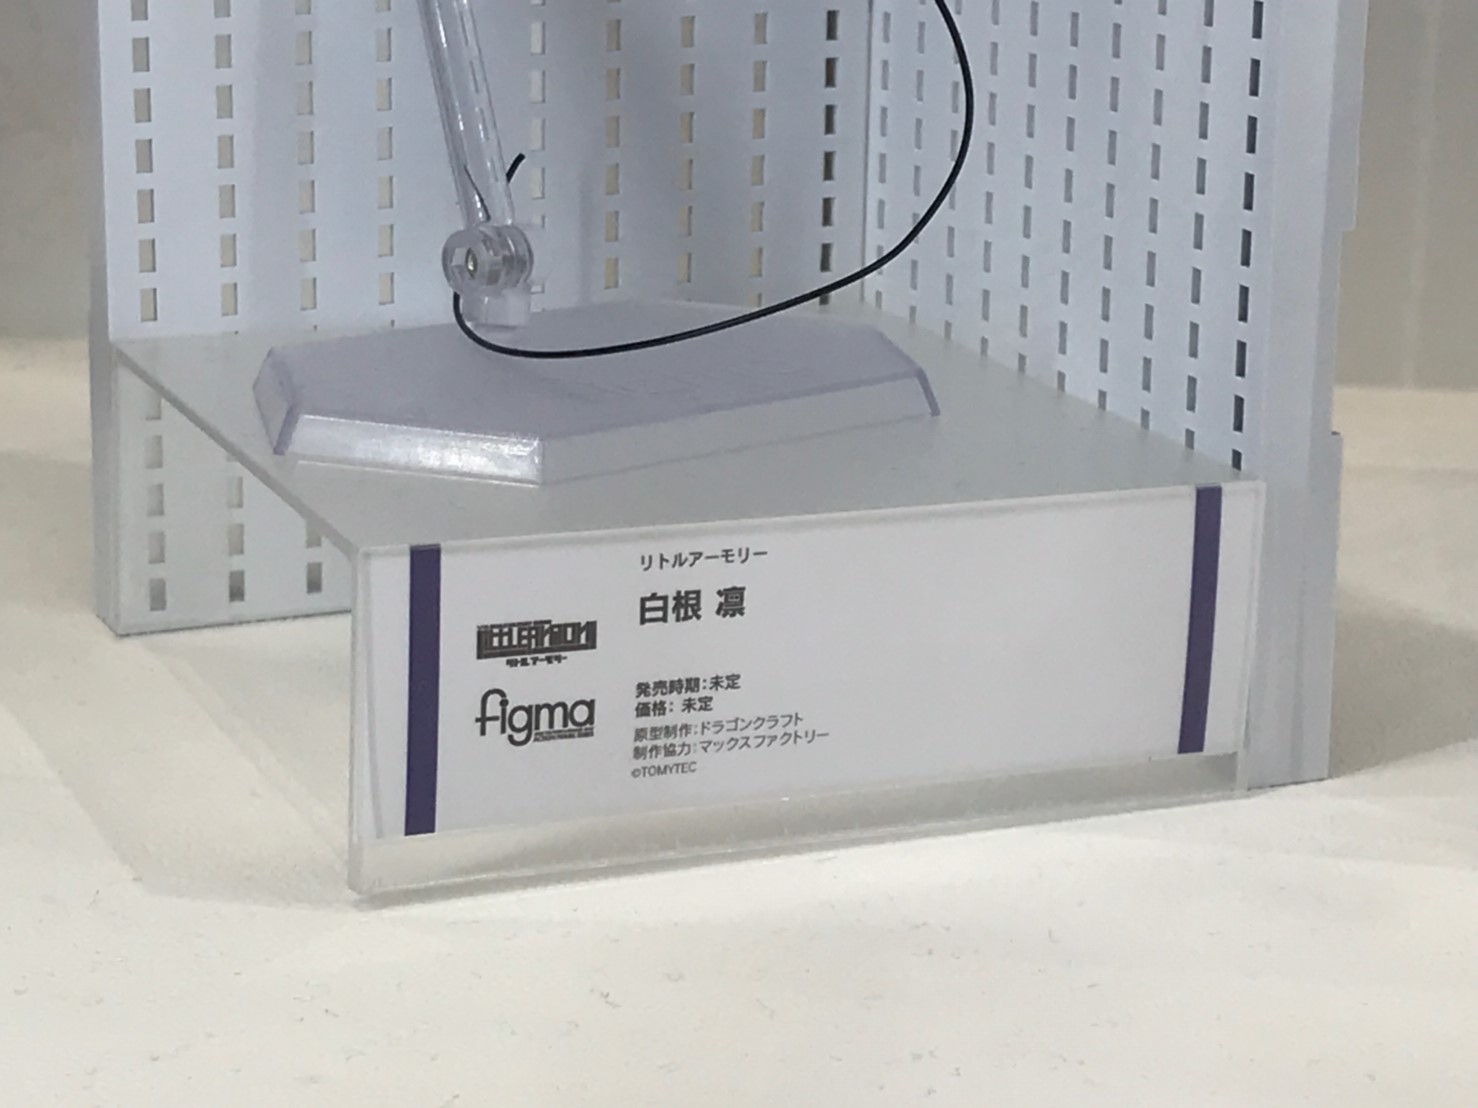 リトルアーモリー
白根 凛
LITTLEARMORY
リトルアーモリー
figma
発売時期：未定
価格：未定
原型制作：ドラゴンクラフト
制作協力：マックスファクトリー
©TOMYTEC